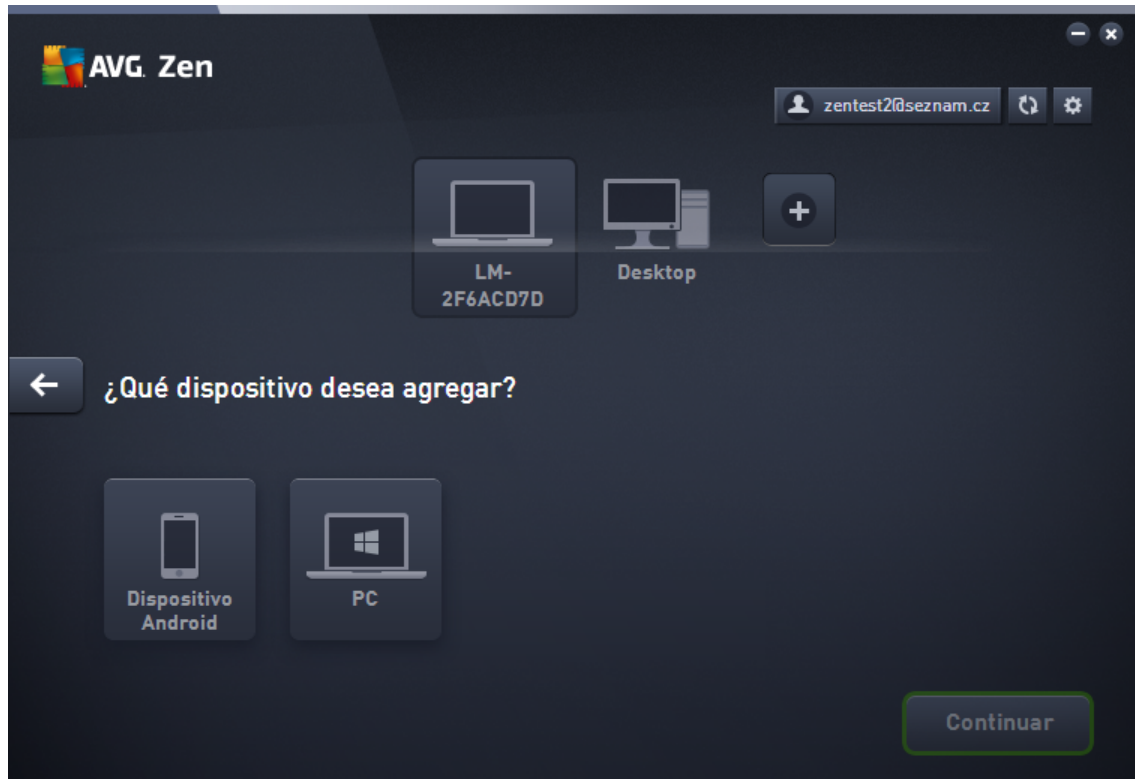 AVG. Zen
zentest2@seznam.cz
LM-
2F6ACD7D
Desktop
¿Qué dispositivo desea agregar?
Dispositivo
Android
PC
Continuar